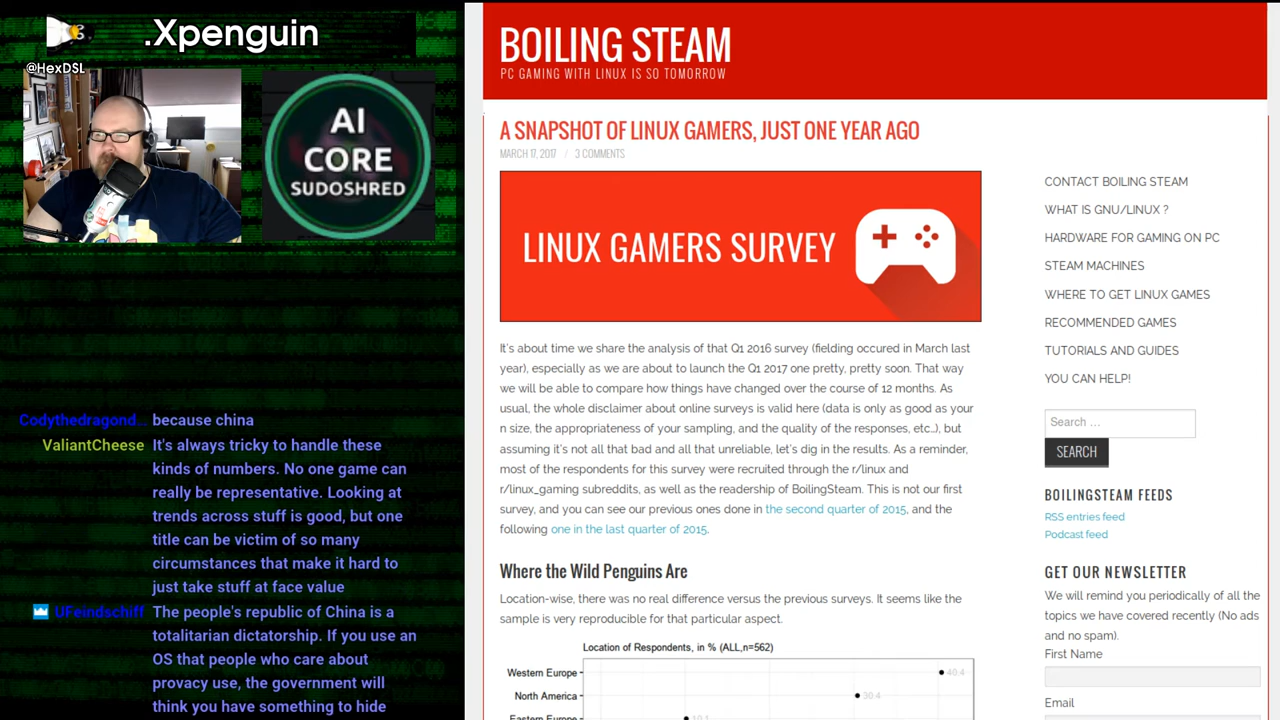 .Xpenguin
@HexDSL
AI
CORE
SUDOSHRED
Codythedragond... because china
ValiantCheese It's always tricky to handle these
kinds of numbers. No one game can
really be representative. Looking at
trends across stuff is good, but one
title can be victim of so many
circumstances that make it hard to
just take stuff at face value
UFeindschiff The people's republic of China is a
totalitarian dictatorship. If you use an
OS that people who care about
provacy use, the government will
think you have something to hide
BOILING STEAM
PC GAMING WITH LINUX IS SO TOMORROW
A SNAPSHOT OF LINUX GAMERS, JUST ONE YEAR AGO
MARCH 17, 2017 / 3 COMMENTS
LINUX GAMERS SURVEY
It's about time we share the analysis of that Q1 2016 survey (fielding occured in March last
year), especially as we are about to launch the Q1 2017 one pretty, pretty soon. That way
we will be able to compare how things have changed over the course of 12 months. As
usual, the whole disclaimer about online surveys is valid here (data is only as good as your
n size, the appropriateness of your sampling, and the quality of the responses, etc..), but
assuming it's not all that bad and all that unreliable, let's dig in the results. As a reminder,
most of the respondents for this survey were recruited through the r/linux and
r/linux_gaming subreddits, as well as the readership of BoilingSteam. This is not our first
survey, and you can see our previous ones done in the second quarter of 2015, and the
following one in the last quarter of 2015.
Where the Wild Penguins Are
Location-wise, there was no real difference versus the previous surveys. It seems like the
sample is very reproducible for that particular aspect.
Location of Respondents, in % (ALL,n=562)
Western Europe 40.4
North America 30.4
Eastern Europe 10.1
CONTACT BOILING STEAM
WHAT IS GNU/LINUX ?
HARDWARE FOR GAMING ON PC
STEAM MACHINES
WHERE TO GET LINUX GAMES
RECOMMENDED GAMES
TUTORIALS AND GUIDES
YOU CAN HELP!
Search …
SEARCH
BOILINGSTEAM FEEDS
RSS entries feed
Podcast feed
GET OUR NEWSLETTER
We will remind you periodically of all the
topics we have covered recently (No ads
and no spam).
First Name
Email